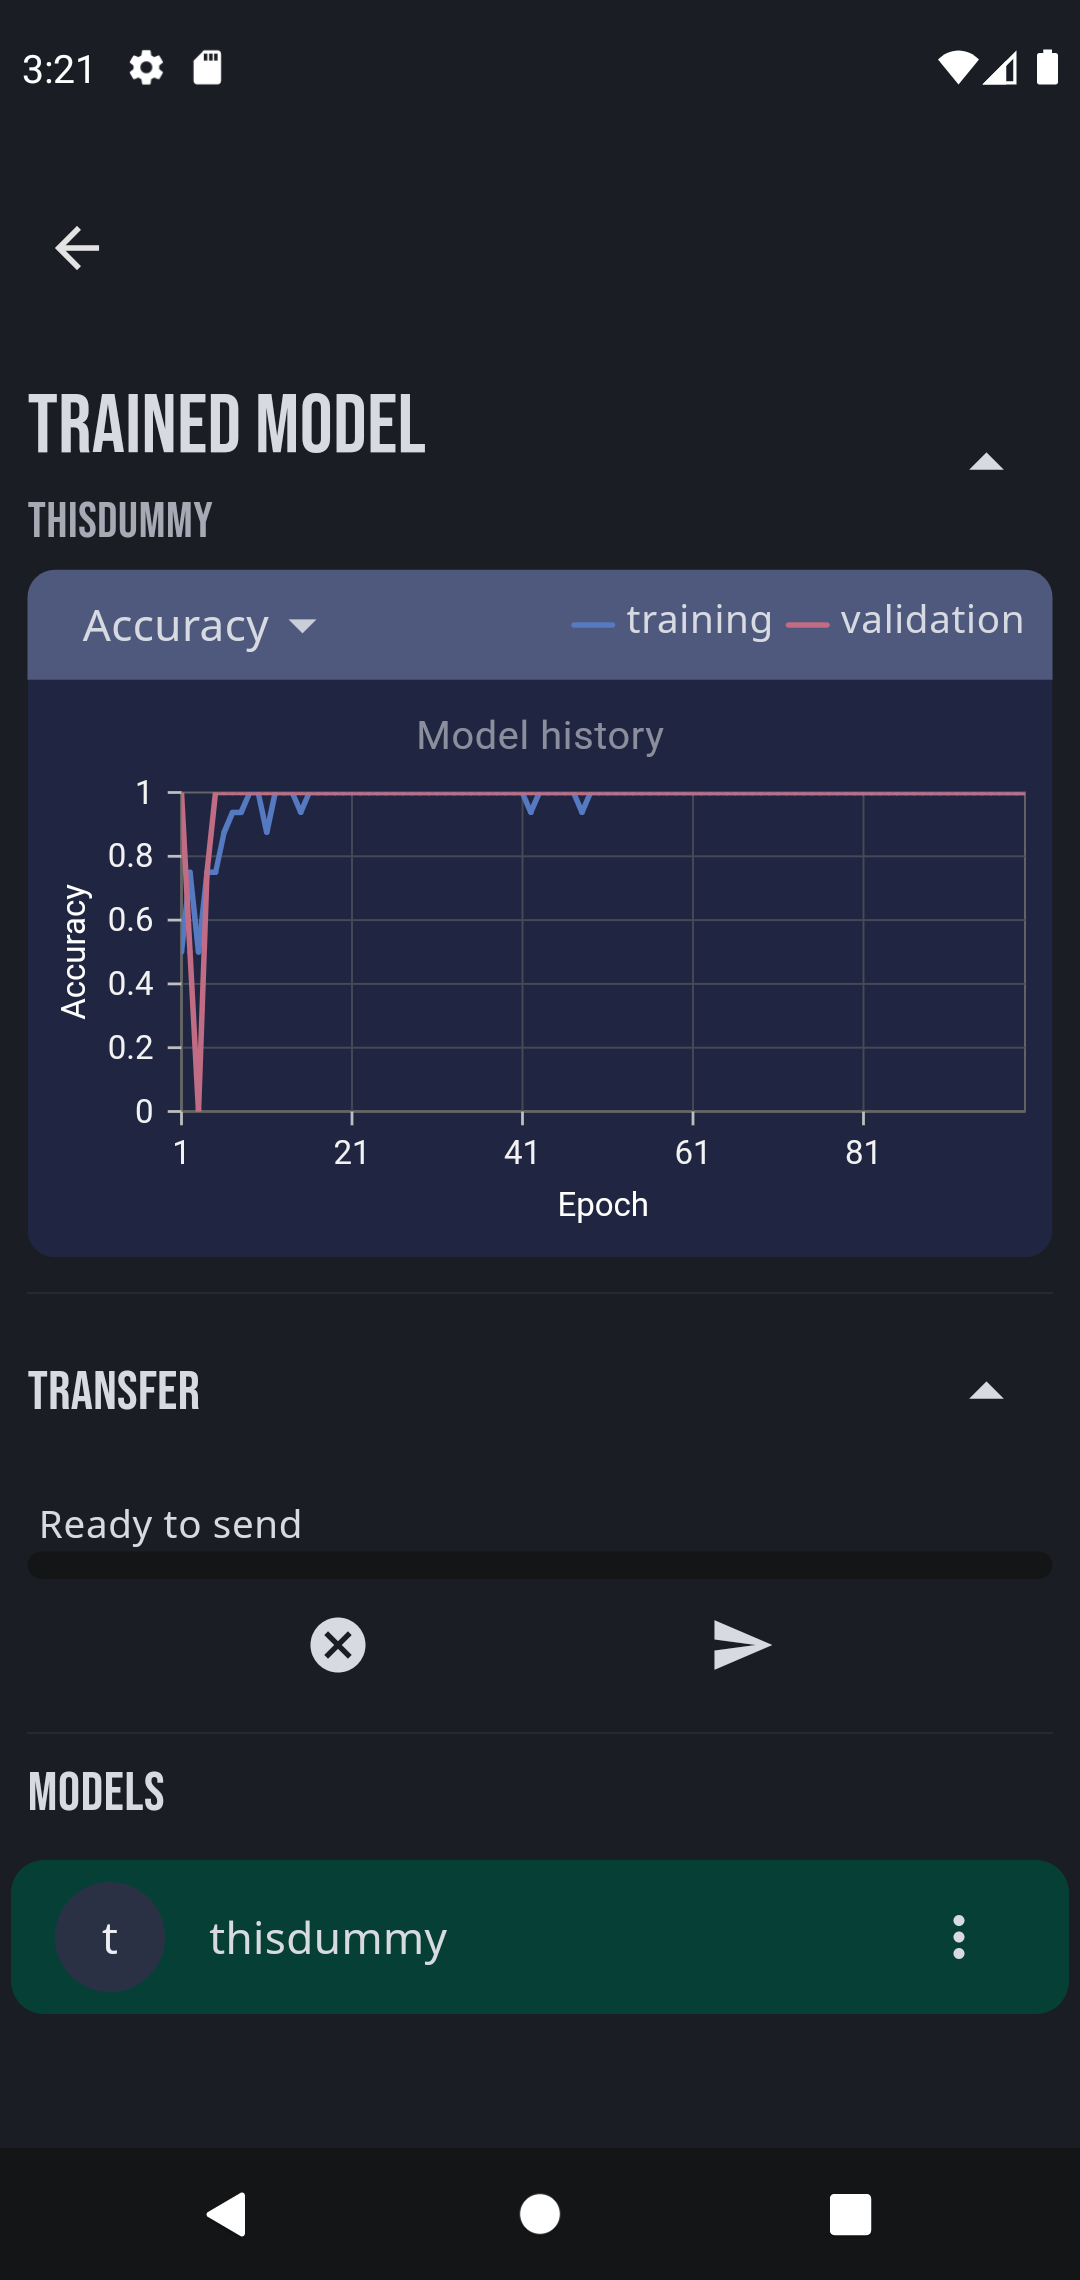 3:21
TRAINED MODEL
THISDUMMY
Accuracy training validation
Model history
1
0.8
0.6
0.4
0.2
0
Accuracy
1 21 41 61 81
Epoch
TRANSFER
Ready to send
MODELS
t thisdummy